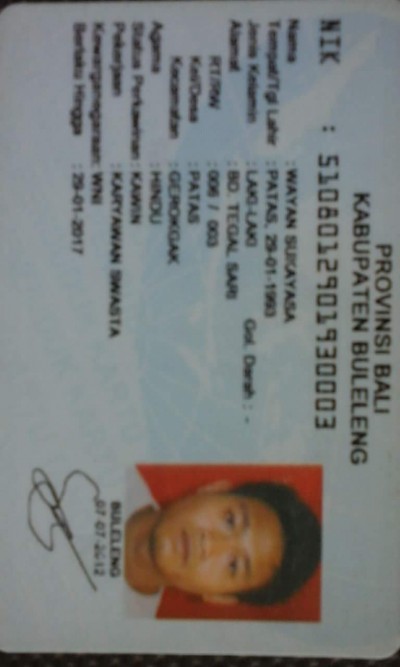 PROVINSI BALI
KABUPATEN BULELENG
NIK : 5108012901930003
Nama : WAYAN SUKAYASA
Tempat/Tgl Lahir : PATAS, 29-01-1993
Jenis Kelamin : LAKI-LAKI Gol. Darah : -
Alamat : BD. TEGAL SARI
RT/RW : 006 / 003
Kel/Desa : PATAS
Kecamatan : GEROKGAK
Agama : HINDU
Status Perkawinan : KAWIN
Pekerjaan : KARYAWAN SWASTA
Kewarganegaraan: WNI
Berlaku Hingga : 29-01-2017
BULELENG
07-07-2012